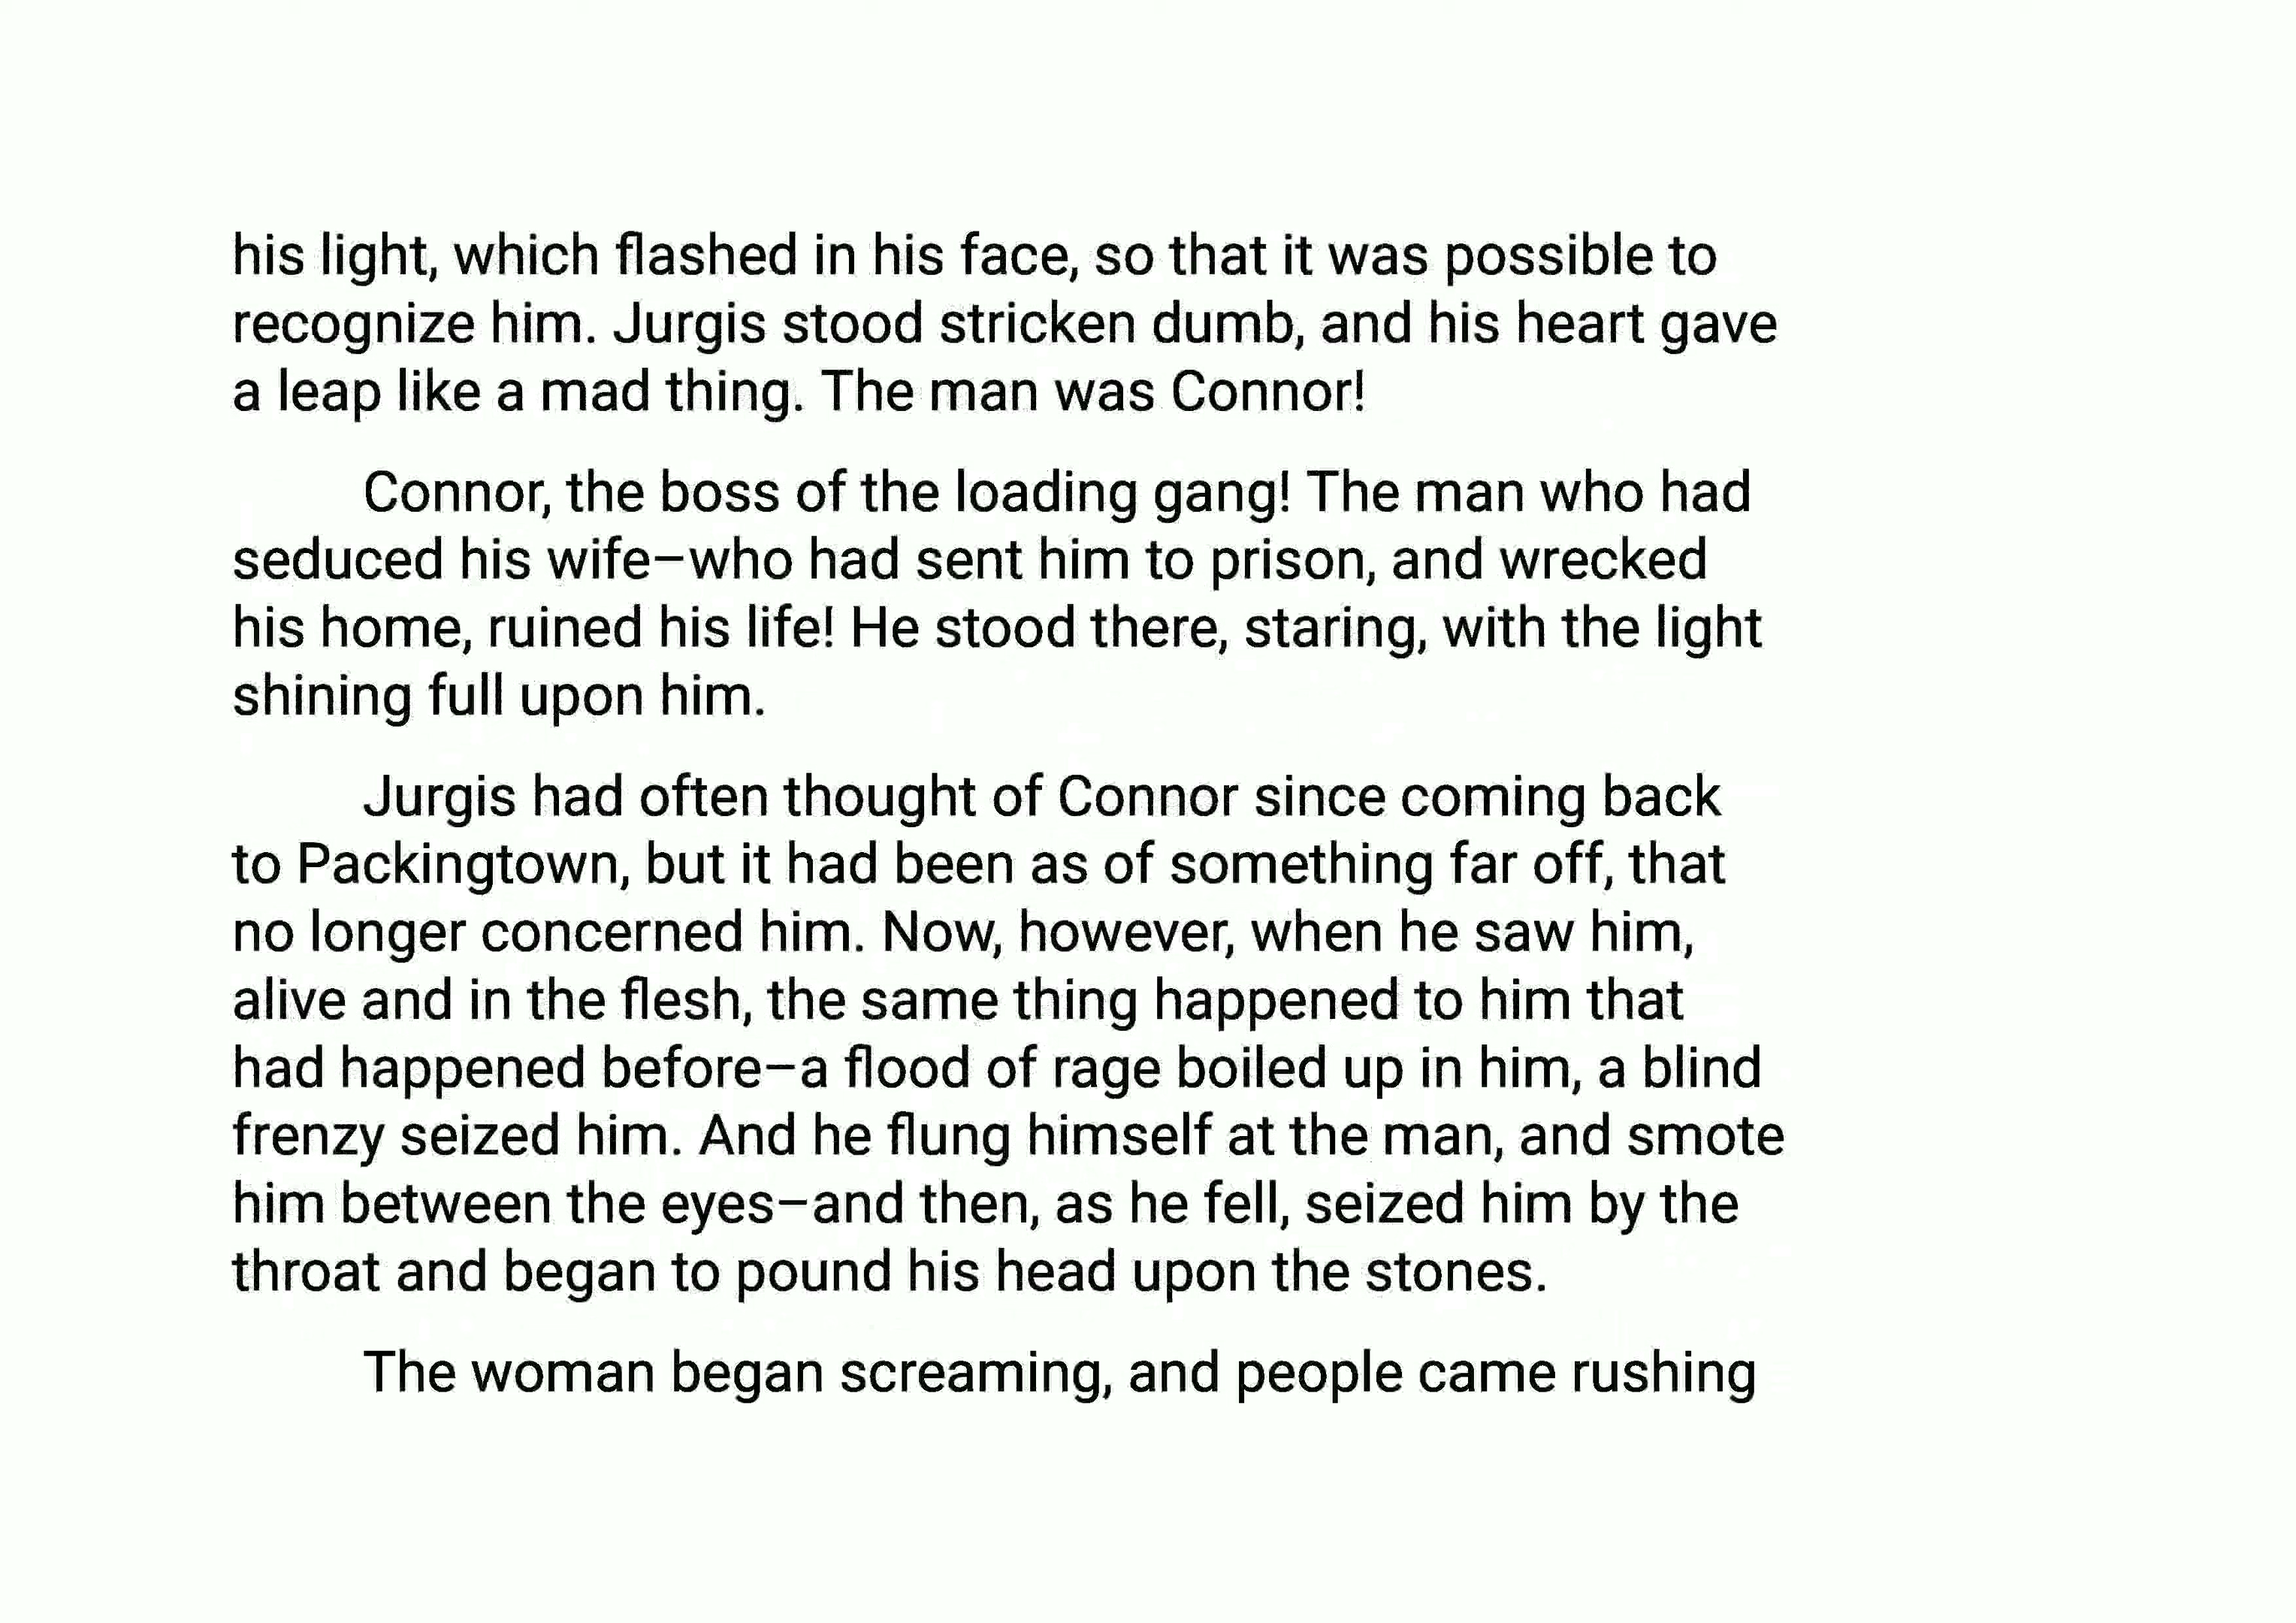 his light, which flashed in his face, so that it was possible to
recognize him. Jurgis stood stricken dumb, and his heart gave
a leap like a mad thing. The man was Connor!
Connor, the boss of the loading gang! The man who had
seduced his wife–who had sent him to prison, and wrecked
his home, ruined his life! He stood there, staring, with the light
shining full upon him.
Jurgis had often thought of Connor since coming back
to Packingtown, but it had been as of something far off, that
no longer concerned him. Now, however, when he saw him,
alive and in the flesh, the same thing happened to him that
had happened before–a flood of rage boiled up in him, a blind
frenzy seized him. And he flung himself at the man, and smote
him between the eyes–and then, as he fell, seized him by the
throat and began to pound his head upon the stones.
The woman began screaming, and people came rushing